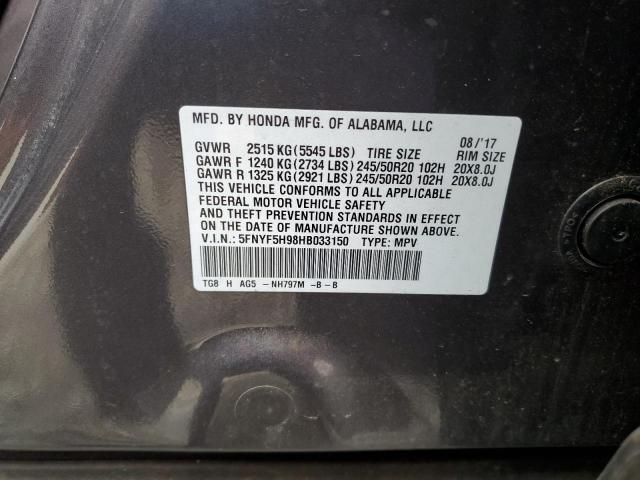 MFD. BY HONDA MFG. OF ALABAMA, LLC
08/'17
GVWR 2515 KG(5545 LBS) TIRE SIZE RIM SIZE
GAWR F 1240 KG(2734 LBS)245/50R20 102H 20X8.0J
GAWR R 1325 KG(2921 LBS)245/50R20 102H 20X8.0J
THIS VEHICLE CONFORMS TO ALL APPLICABLE
FEDERAL MOTOR VEHICLE SAFETY
AND THEFT PREVENTION STANDARDS IN EFFECT
ON THE DATE OF MANUFACTURE SHOWN ABOVE.
V.I.N.: 5FNYF5H98HB033150 TYPE: MPV
TG8 H AG5 -NH797M -B-B